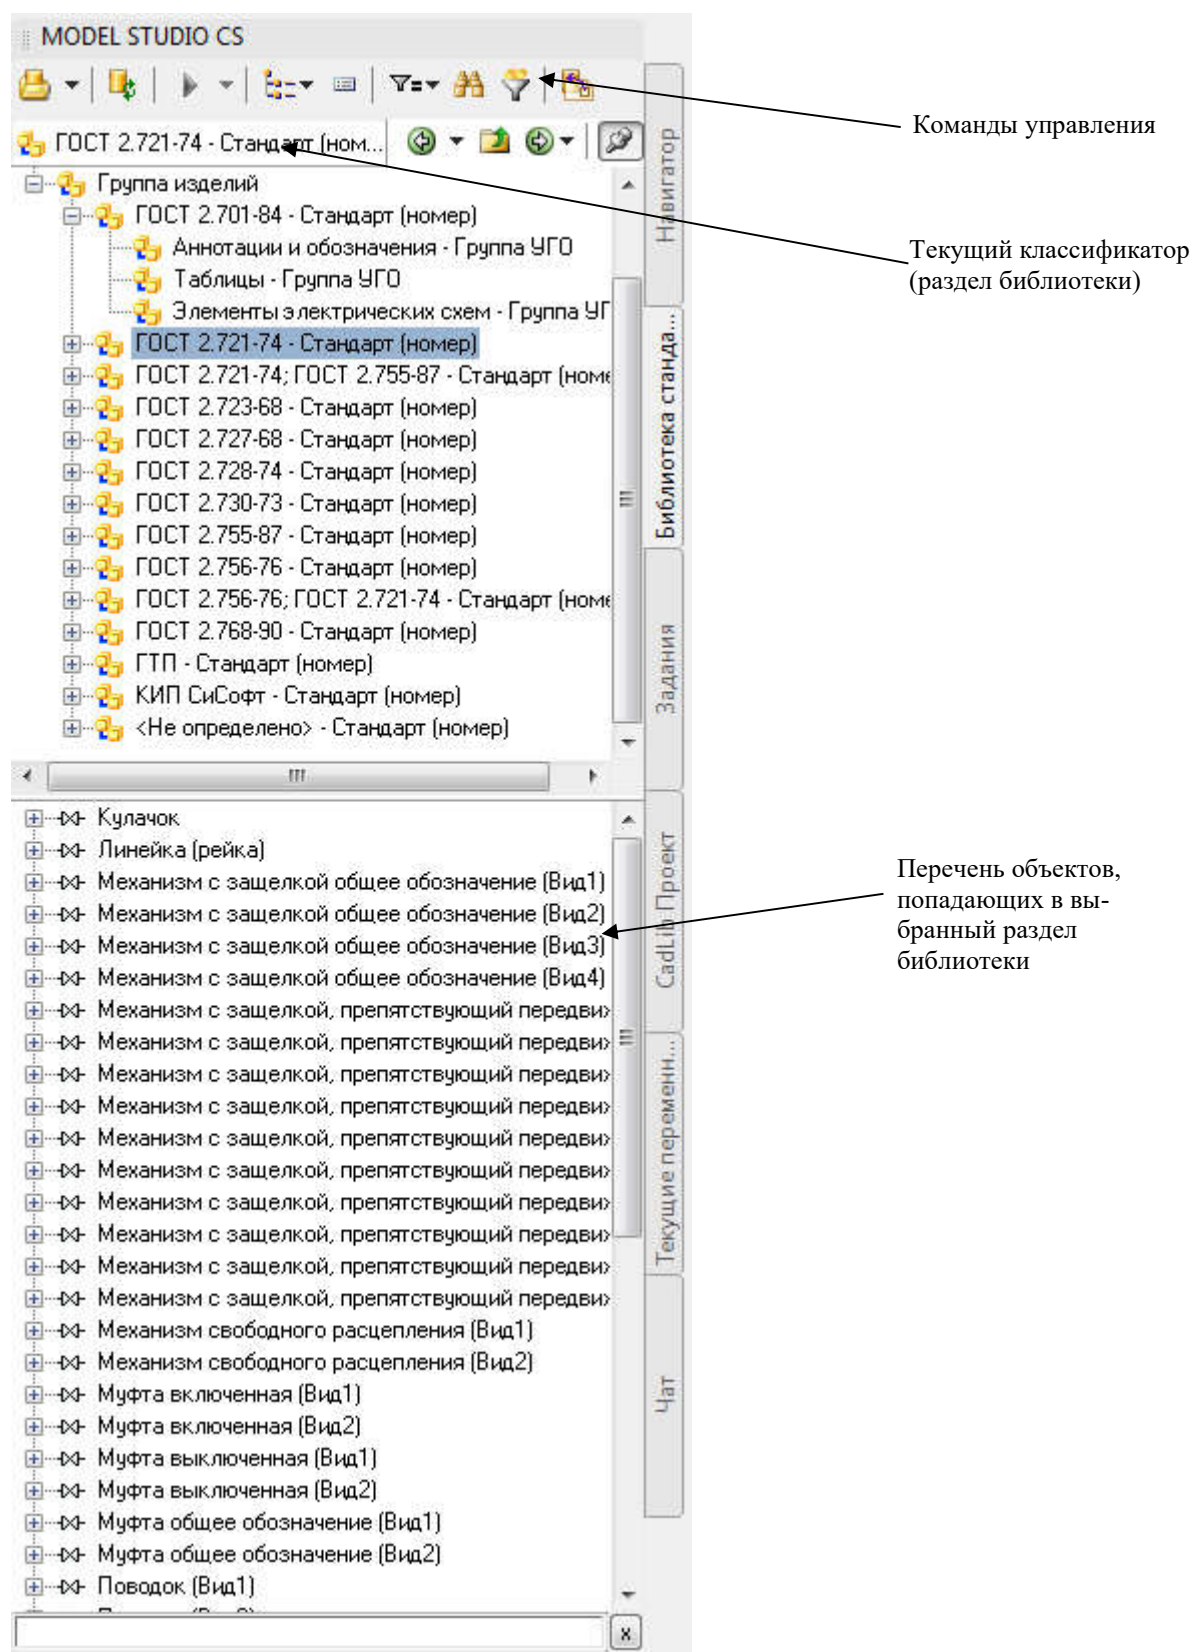 MODEL STUDIO CS
ГОСТ 2.721-74 - Стандарт (ном...
Группа изделий
ГОСТ 2.701-84 - Стандарт (номер)
Аннотации и обозначения - Группа УГО
Таблицы - Группа УГО
Элементы электрических схем - Группа УГ
ГОСТ 2.721-74 - Стандарт (номер)
ГОСТ 2.721-74; ГОСТ 2.755-87 - Стандарт (номе
ГОСТ 2.723-68 - Стандарт (номер)
ГОСТ 2.727-68 - Стандарт (номер)
ГОСТ 2.728-74 - Стандарт (номер)
ГОСТ 2.730-73 - Стандарт (номер)
ГОСТ 2.755-87 - Стандарт (номер)
ГОСТ 2.756-76 - Стандарт (номер)
ГОСТ 2.756-76; ГОСТ 2.721-74 - Стандарт (номе
ГОСТ 2.768-90 - Стандарт (номер)
ГТП - Стандарт (номер)
КИП СиСофт - Стандарт (номер)
<Не определено> - Стандарт (номер)
Кулачок
Линейка (рейка)
Механизм с защелкой общее обозначение (Вид1)
Механизм с защелкой общее обозначение (Вид2)
Механизм с защелкой общее обозначение (Вид3)
Механизм с защелкой общее обозначение (Вид4)
Механизм с защелкой, препятствующий передви
Механизм с защелкой, препятствующий передви
Механизм с защелкой, препятствующий передви
Механизм с защелкой, препятствующий передви
Механизм с защелкой, препятствующий передви
Механизм с защелкой, препятствующий передви
Механизм с защелкой, препятствующий передви
Механизм с защелкой, препятствующий передви
Механизм с защелкой, препятствующий передви
Механизм с защелкой, препятствующий передви
Механизм свободного расцепления (Вид1)
Механизм свободного расцепления (Вид2)
Муфта включенная (Вид1)
Муфта включенная (Вид2)
Муфта выключенная (Вид1)
Муфта выключенная (Вид2)
Муфта общее обозначение (Вид1)
Муфта общее обозначение (Вид2)
Поводок (Вид1)
x
Навигатор
Библиотека станда...
Задания
CadLib Проект
Текущие переменн...
Чат
Команды управления
Текущий классификатор
(раздел библиотеки)
Перечень объектов,
попадающих в вы-
бранный раздел
библиотеки